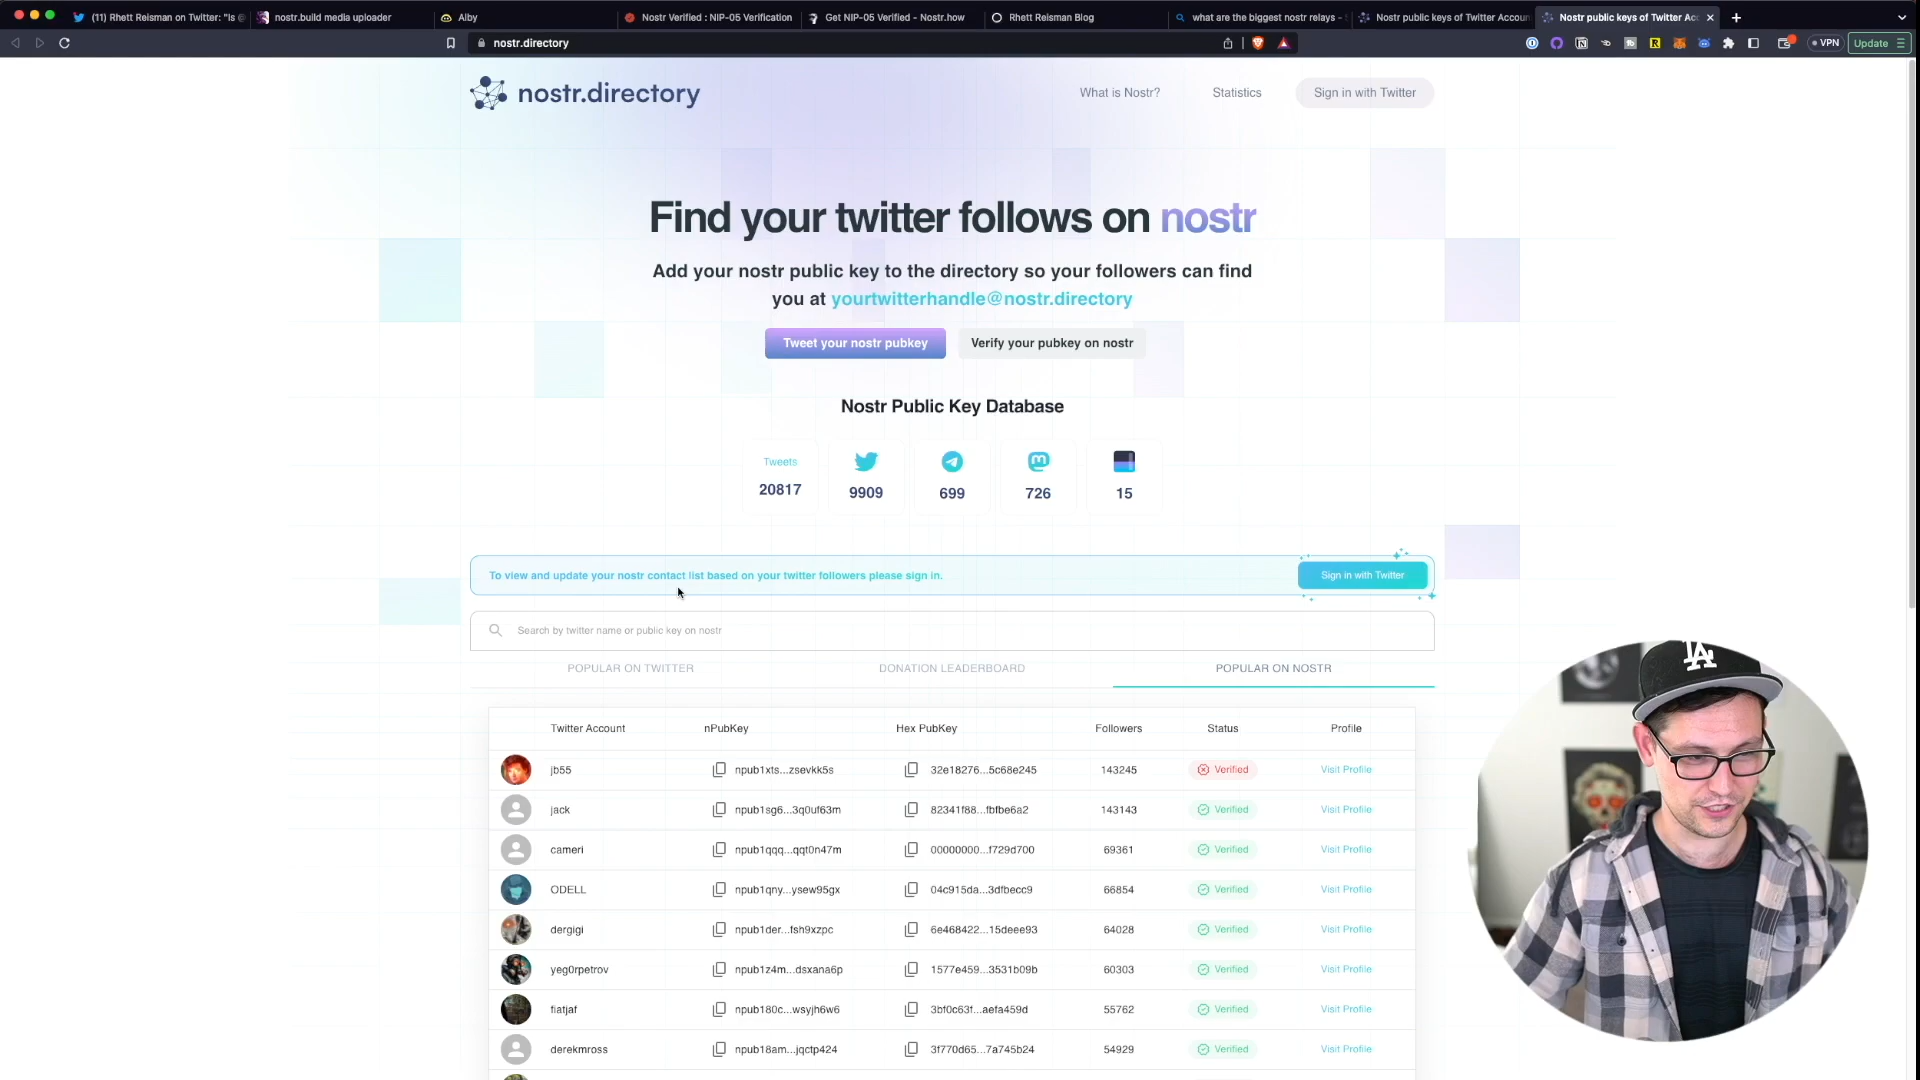 (11) Rhett Reisman on Twitter: "Is
nostr.build media uploader
Alby
Nostr Verified : NIP-05 Verification
Get NIP-05 Verified - Nostr.how
Rhett Reisman Blog
what are the biggest nostr relays -
Nostr public keys of Twitter Accoun
Nostr public keys of Twitter Acc
nostr.directory
VPN
Update
nostr.directory
What is Nostr?
Statistics
Sign in with Twitter
Find your twitter follows on nostr
Add your nostr public key to the directory so your followers can find
you at yourtwitterhandle@nostr.directory
Tweet your nostr pubkey
Verify your pubkey on nostr
Nostr Public Key Database
Tweets
20817
9909
699
726
15
To view and update your nostr contact list based on your twitter followers please sign in.
Sign in with Twitter
Search by twitter name or public key on nostr
POPULAR ON TWITTER
DONATION LEADERBOARD
POPULAR ON NOSTR
Twitter Account nPubKey Hex PubKey Followers Status Profile
jb55 npub1xts...zsevkk5s 32e18276...5c68e245 143245 Verified Visit Profile
jack npub1sg6...3q0uf63m 82341f88...fbfbe6a2 143143 Verified Visit Profile
cameri npub1qqq...qqt0n47m 00000000...f729d700 69361 Verified Visit Profile
ODELL npub1qny...ysew95gx 04c915da...3dfbecc9 66854 Verified Visit Profile
dergigi npub1der...fsh9xzpc 6e468422...15deee93 64028 Verified Visit Profile
yeg0rpetrov npub1z4m...dsxana6p 1577e459...3531b09b 60303 Verified Visit Profile
fiatjaf npub180c...wsyjh6w6 3bf0c63f...aefa459d 55762 Verified Visit Profile
derekmross npub18am...jqctp424 3f770d65...7a745b24 54929 Verified Visit Profile
LA